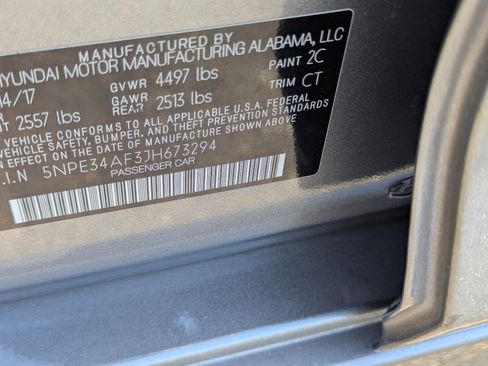 MANUFACTURED BY
HYUNDAI MOTOR MANUFACTURING ALABAMA, LLC
04/17 GVWR 4497 lbs PAINT 2C
2557 lbs GAWR REAR 2513 lbs TRIM CT
VEHICLE CONFORMS TO ALL APPLICABLE U.S.A. FEDERAL
VEHICLE SAFETY, BUMPER, AND THEFT PREVENTION STANDARDS
IN EFFECT ON THE DATE OF MANUFACTURE SHOWN ABOVE.
V.I.N 5NPE34AF3JH673294
PASSENGER CAR